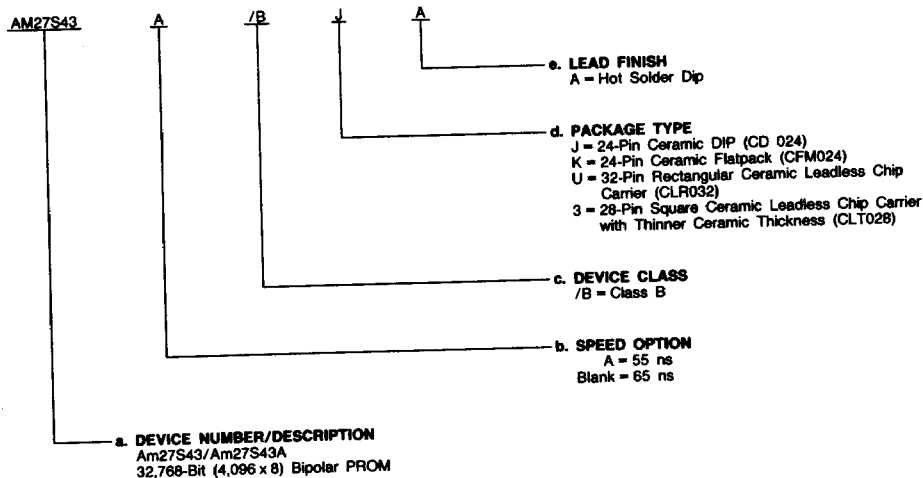 AM27S43 A /B J A
e. LEAD FINISH
A = Hot Solder Dip
d. PACKAGE TYPE
J = 24-Pin Ceramic DIP (CD 024)
K = 24-Pin Ceramic Flatpack (CFM024)
U = 32-Pin Rectangular Ceramic Leadless Chip
Carrier (CLR032)
3 = 28-Pin Square Ceramic Leadless Chip Carrier
with Thinner Ceramic Thickness (CLT028)
c. DEVICE CLASS
/B = Class B
b. SPEED OPTION
A = 55 ns
Blank = 65 ns
a. DEVICE NUMBER/DESCRIPTION
Am27S43/Am27S43A
32,768-Bit (4,096 x 8) Bipolar PROM